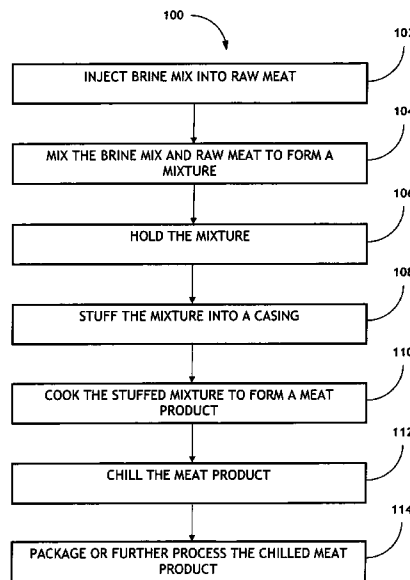 100
102
INJECT BRINE MIX INTO RAW MEAT
104
MIX THE BRINE MIX AND RAW MEAT TO FORM A
MIXTURE
106
HOLD THE MIXTURE
108
STUFF THE MIXTURE INTO A CASING
110
COOK THE STUFFED MIXTURE TO FORM A MEAT
PRODUCT
112
CHILL THE MEAT PRODUCT
114
PACKAGE OR FURTHER PROCESS THE CHILLED MEAT
PRODUCT